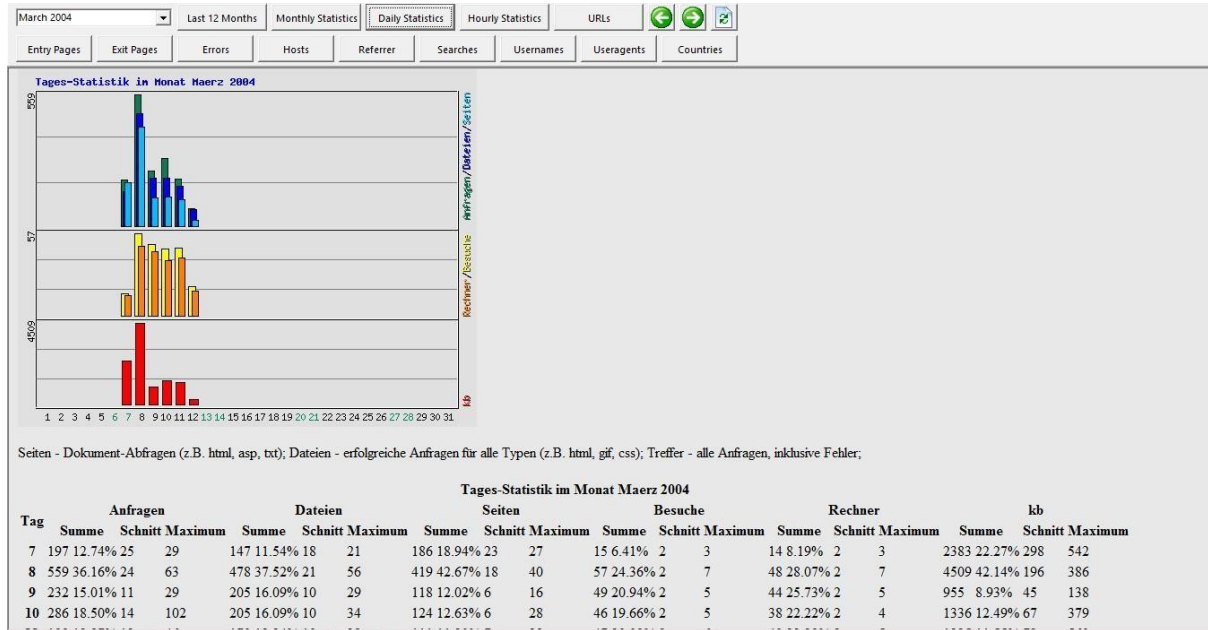 March 2004 Last 12 Months Monthly Statistics Daily Statistics Hourly Statistics URLs
Entry Pages Exit Pages Errors Hosts Referrer Searches Usernames Useragents Countries
Tages-Statistik im Monat Maerz 2004
559
Anfragen/Dateien/Seiten
57
Rechner/Besuche
4509
kb
1 2 3 4 5 6 7 8 9 10 11 12 13 14 15 16 17 18 19 20 21 22 23 24 25 26 27 28 29 30 31
Seiten - Dokument-Abfragen (z.B. html, asp, txt); Dateien - erfolgreiche Anfragen für alle Typen (z.B. html, gif, css); Treffer - alle Anfragen, inklusive Fehler;
Tages-Statistik im Monat Maerz 2004
Tag Anfragen Dateien Seiten Besuche Rechner kb
Summe Schnitt Maximum Summe Schnitt Maximum Summe Schnitt Maximum Summe Schnitt Maximum Summe Schnitt Maximum Summe Schnitt Maximum
7 197 12.74% 25 29 147 11.54% 18 21 186 18.94% 23 27 15 6.41% 2 3 14 8.19% 2 3 2383 22.27% 298 542
8 559 36.16% 24 63 478 37.52% 21 56 419 42.67% 18 40 57 24.36% 2 7 48 28.07% 2 7 4509 42.14% 196 386
9 232 15.01% 11 29 205 16.09% 10 29 118 12.02% 6 16 49 20.94% 2 5 44 25.73% 2 5 955 8.93% 45 138
10 286 18.50% 14 102 205 16.09% 10 34 124 12.63% 6 28 46 19.66% 2 5 38 22.22% 2 4 1336 12.49% 67 379